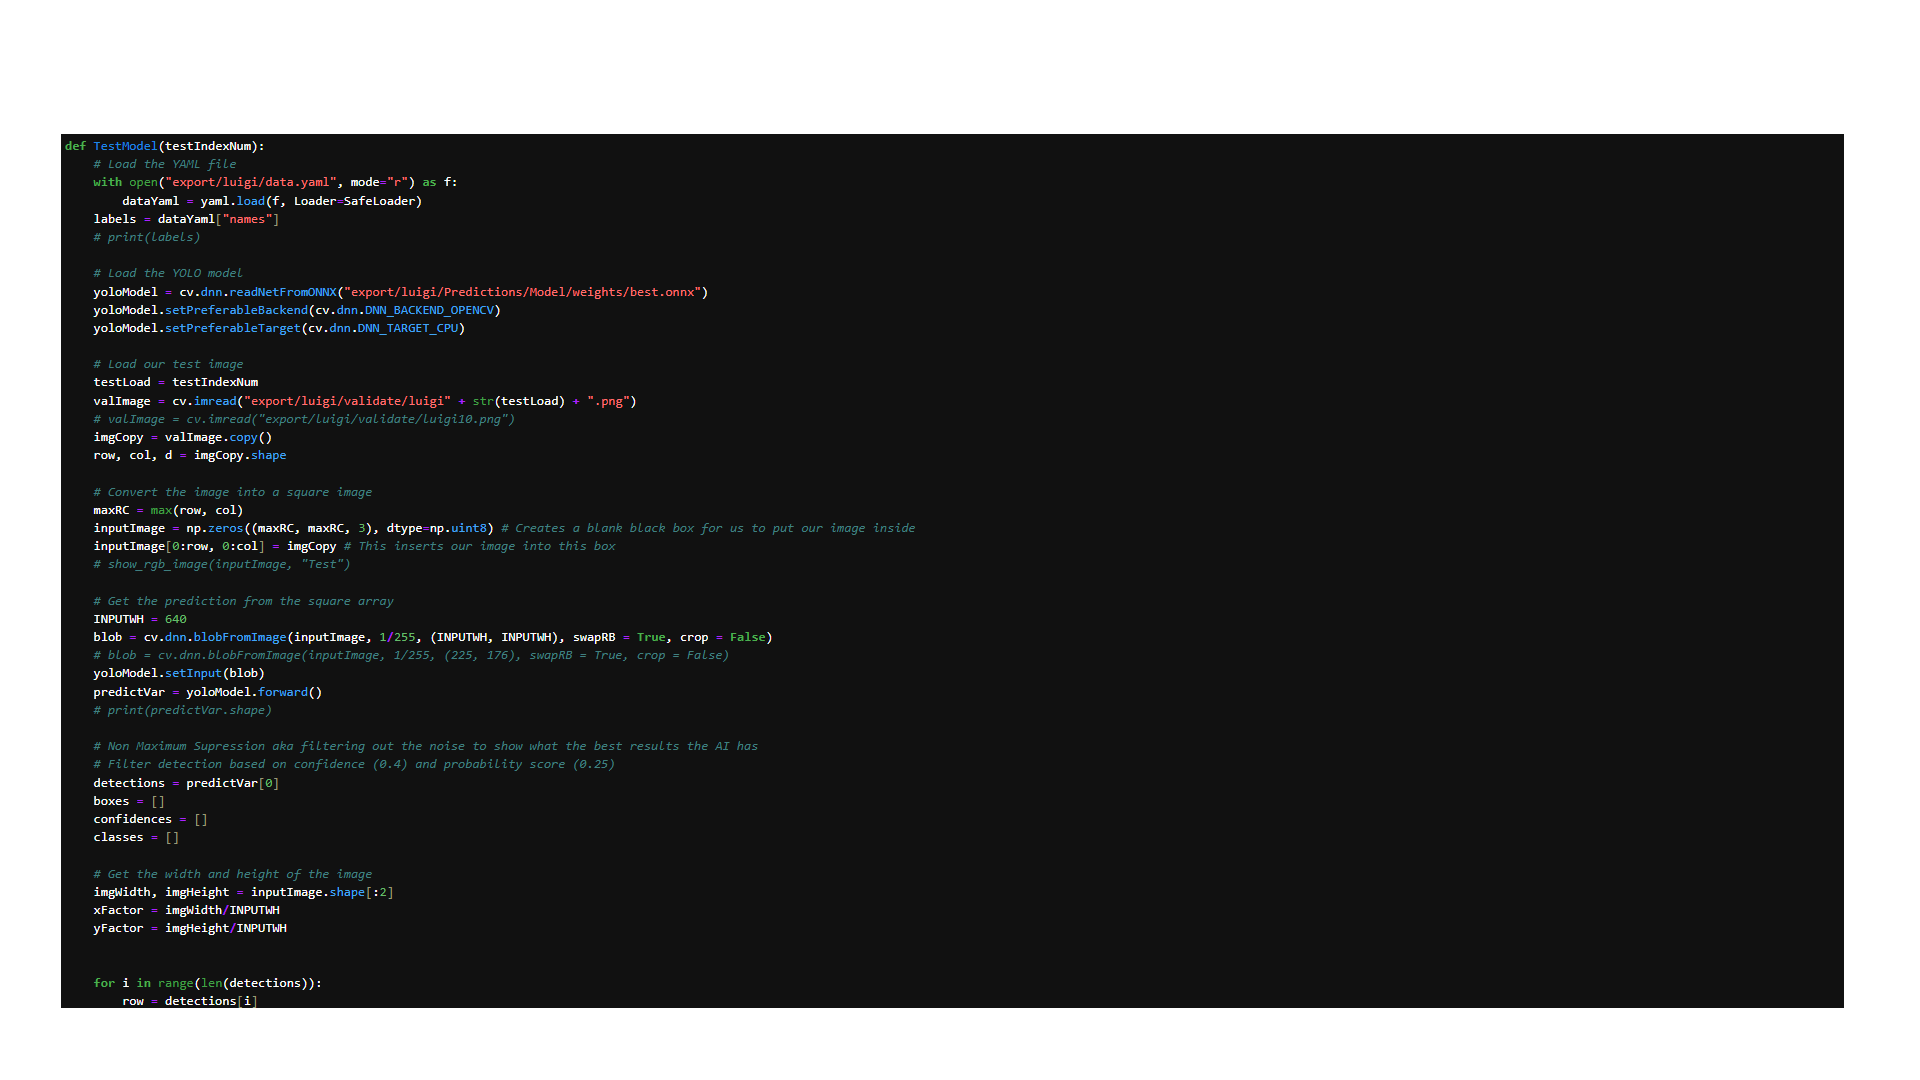 def TestModel(testIndexNum):
    # Load the YAML file
    with open("export/luigi/data.yaml", mode="r") as f:
        dataYaml = yaml.load(f, Loader=SafeLoader)
    labels = dataYaml["names"]
    # print(labels)

    # Load the YOLO model
    yoloModel = cv.dnn.readNetFromONNX("export/luigi/Predictions/Model/weights/best.onnx")
    yoloModel.setPreferableBackend(cv.dnn.DNN_BACKEND_OPENCV)
    yoloModel.setPreferableTarget(cv.dnn.DNN_TARGET_CPU)

    # Load our test image
    testLoad = testIndexNum
    valImage = cv.imread("export/luigi/validate/luigi" + str(testLoad) + ".png")
    # valImage = cv.imread("export/luigi/validate/luigi10.png")
    imgCopy = valImage.copy()
    row, col, d = imgCopy.shape

    # Convert the image into a square image
    maxRC = max(row, col)
    inputImage = np.zeros((maxRC, maxRC, 3), dtype=np.uint8) # Creates a blank black box for us to put our image inside
    inputImage[0:row, 0:col] = imgCopy # This inserts our image into this box
    # show_rgb_image(inputImage, "Test")

    # Get the prediction from the square array
    INPUTWH = 640
    blob = cv.dnn.blobFromImage(inputImage, 1/255, (INPUTWH, INPUTWH), swapRB = True, crop = False)
    # blob = cv.dnn.blobFromImage(inputImage, 1/255, (225, 176), swapRB = True, crop = False)
    yoloModel.setInput(blob)
    predictVar = yoloModel.forward()
    # print(predictVar.shape)

    # Non Maximum Supression aka filtering out the noise to show what the best results the AI has
    # Filter detection based on confidence (0.4) and probability score (0.25)
    detections = predictVar[0]
    boxes = []
    confidences = []
    classes = []

    # Get the width and height of the image
    imgWidth, imgHeight = inputImage.shape[:2]
    xFactor = imgWidth/INPUTWH
    yFactor = imgHeight/INPUTWH


    for i in range(len(detections)):
        row = detections[i]